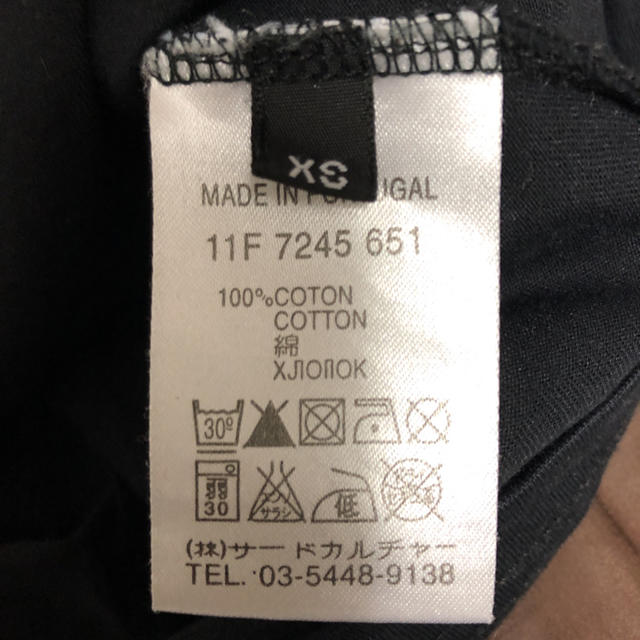 XS
MADE IN PORTUGAL
11F 7245 651
100%COTON
COTTON
綿
ХЛОПОК
30°
弱
30
サラシ
低
(株)サードカルチャー
TEL. 03-5448-9138